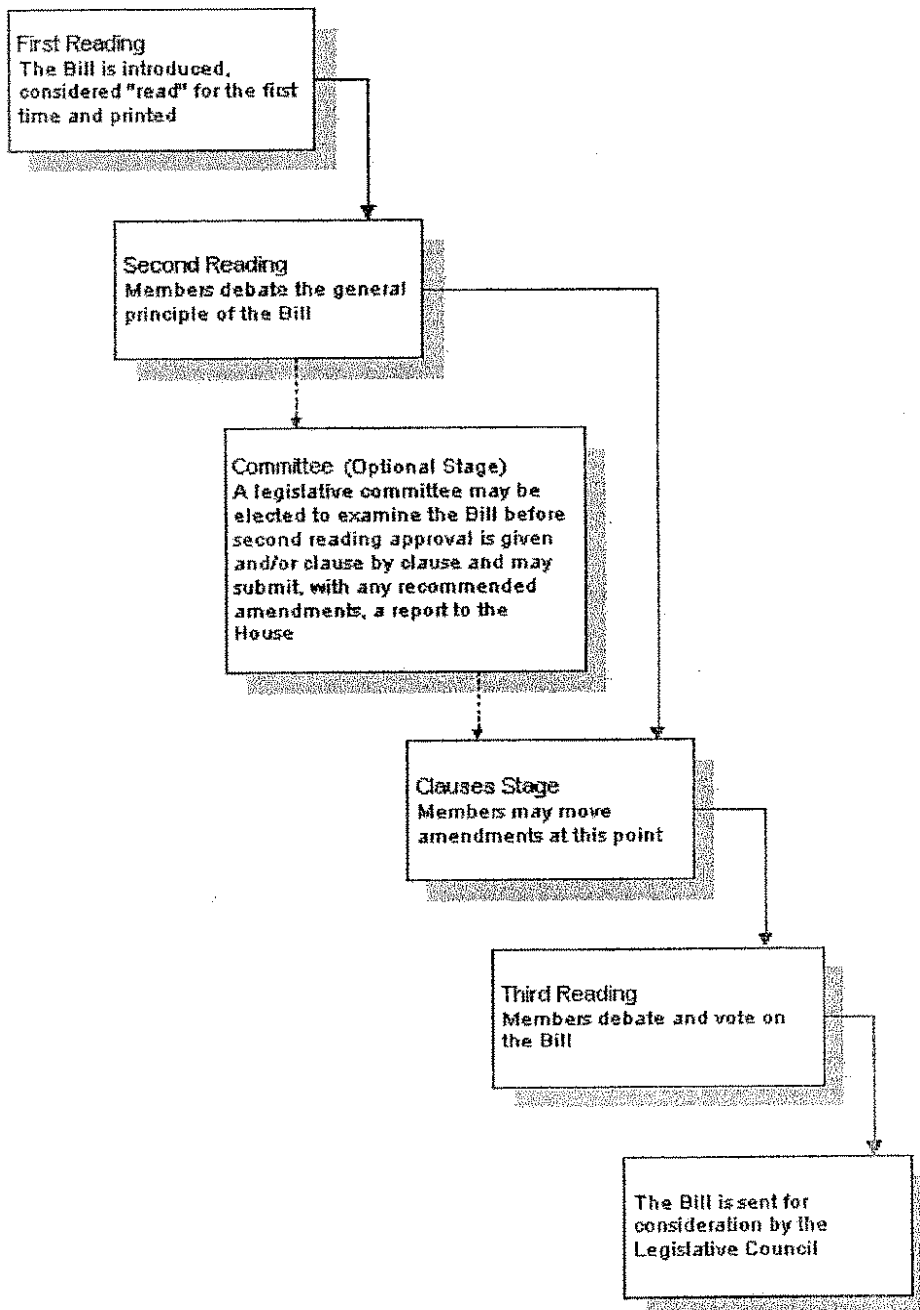 First Reading
The Bill is introduced,
considered "read" for the first
time and printed
Second Reading
Members debate the general
principle of the Bill
Committee (Optional Stage)
A legislative committee may be
elected to examine the Bill before
second reading approval is given
and/or clause by clause and may
submit, with any recommended
amendments, a report to the
House
Clauses Stage
Members may move
amendments at this point
Third Reading
Members debate and vote on
the Bill
The Bill is sent for
consideration by the
Legislative Council